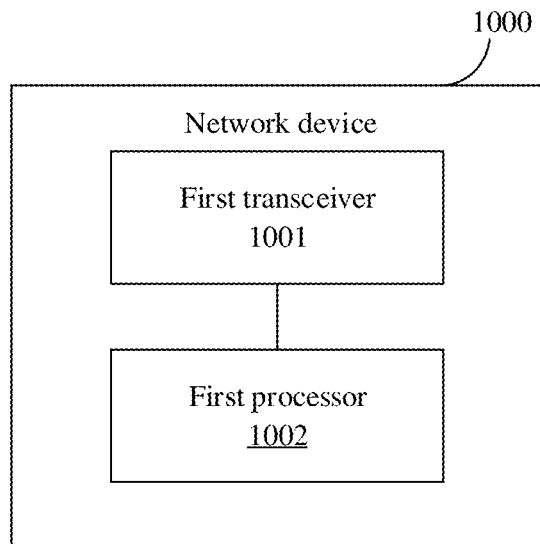 1000
Network device
First transceiver
1001
First processor
1002